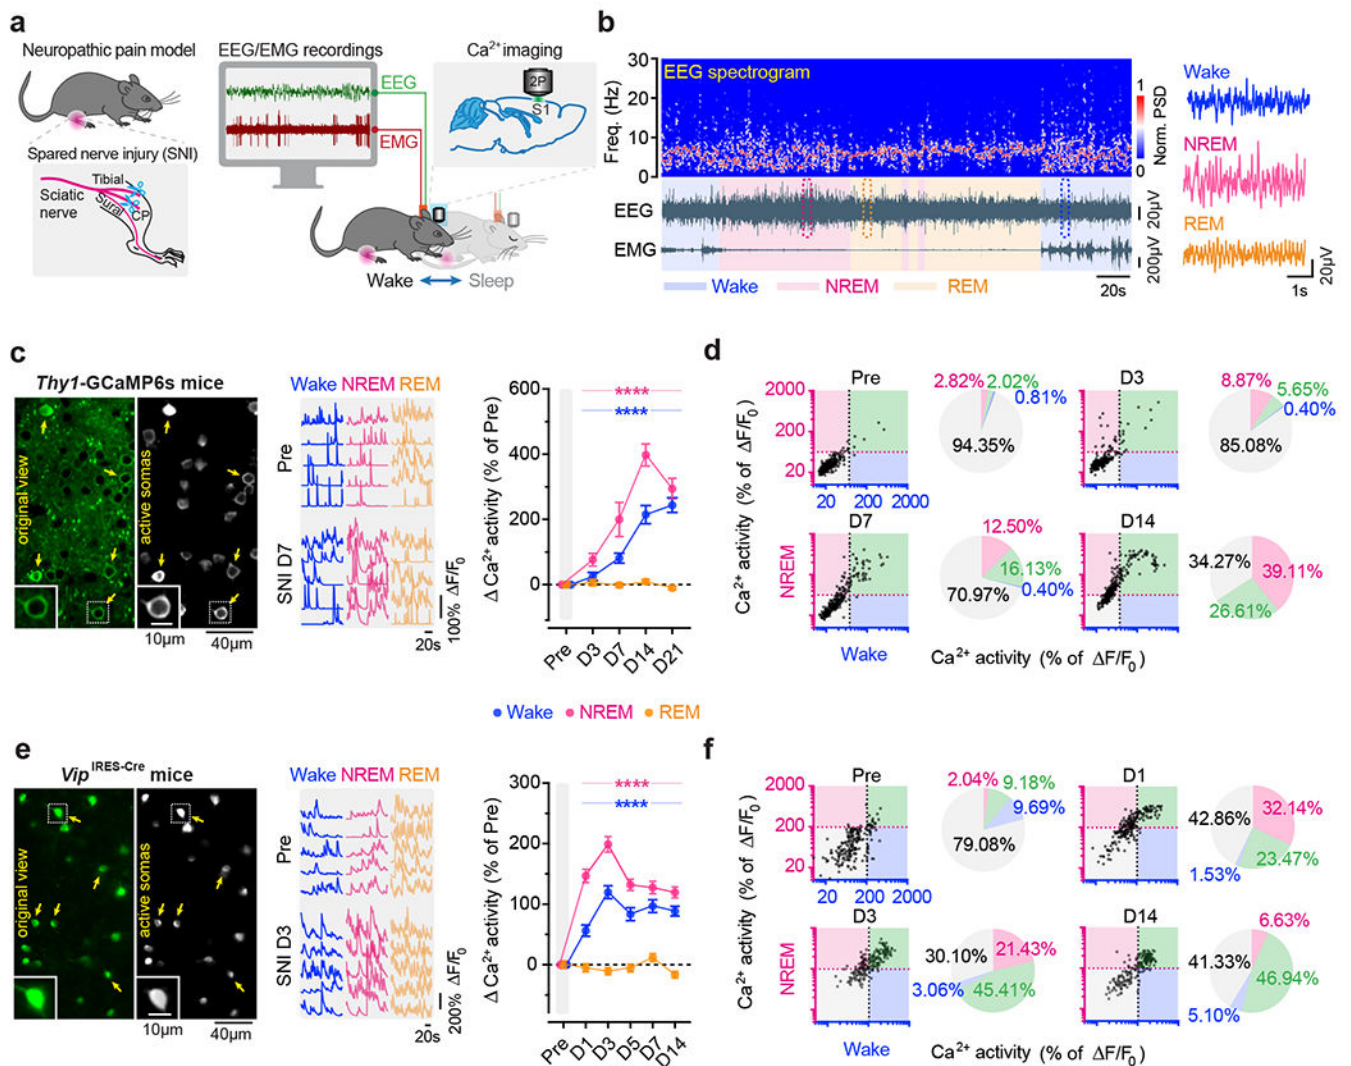 a
Neuropathic pain model
EEG/EMG recordings
Ca²⁺ imaging
EEG
EMG
2P
S1
Spared nerve injury (SNI)
Tibial
Sciatic nerve
Sural
CP
Wake
Sleep
b
EEG spectrogram
Freq. (Hz)
30
20
10
0
1
0
Norm. PSD
EEG
EMG
20µV
200µV
20s
Wake
NREM
REM
Wake
NREM
REM
20µV
1s
c
Thy1-GCaMP6s mice
original view
active somas
10µm
40µm
Wake NREM REM
Pre
SNI D7
100% ΔF/F₀
20s
Δ Ca²⁺ activity (% of Pre)
600
400
200
0
****
****
Pre
D3
D7
D14
D21
d
Ca²⁺ activity (% of ΔF/F₀)
NREM
2000
200
20
Pre
20
200
2000
2.82%
2.02%
0.81%
94.35%
D3
8.87%
5.65%
0.40%
85.08%
D7
12.50%
16.13%
0.40%
70.97%
D14
34.27%
39.11%
26.61%
Wake
Ca²⁺ activity (% of ΔF/F₀)
Wake
NREM
REM
e
Vip IRES-Cre mice
original view
active somas
10µm
40µm
Wake NREM REM
Pre
SNI D3
200% ΔF/F₀
20s
Δ Ca²⁺ activity (% of Pre)
300
200
100
0
****
****
Pre
D1
D3
D5
D7
D14
f
Ca²⁺ activity (% of ΔF/F₀)
NREM
2000
200
20
Pre
20
200
2000
2.04%
9.18%
9.69%
79.08%
D1
42.86%
32.14%
23.47%
1.53%
D3
30.10%
21.43%
3.06%
45.41%
D14
6.63%
41.33%
46.94%
5.10%
Wake
Ca²⁺ activity (% of ΔF/F₀)